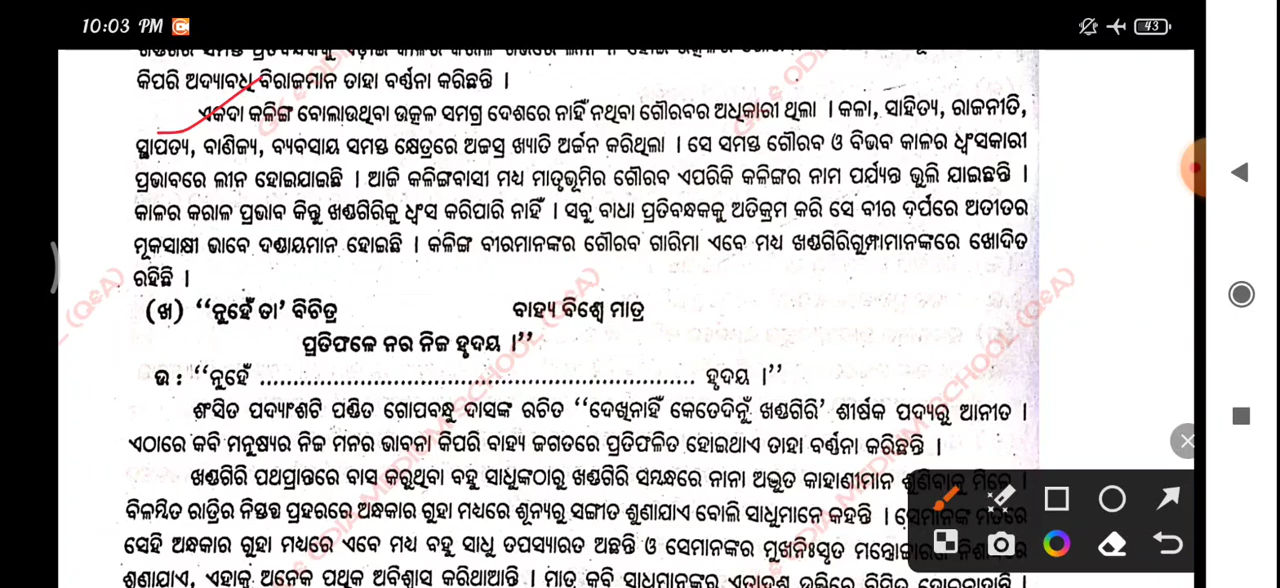 10:03 PM
43
କିପରି ଅଦ୍ୟାବଧି ବିରାଜମାନ ତାହା ବର୍ଣ୍ଣନା କରିଛନ୍ତି ।
ଏକଦା କଳିଙ୍ଗ ବୋଲାଉଥିବା ଉତ୍କଳ ସମଗ୍ର ଦେଶରେ ନାହିଁ ନଥିବା ଗୌରବର ଅଧିକାରୀ ଥିଲା । କଳା, ସାହିତ୍ୟ, ରାଜନୀତି,
ସ୍ଥାପତ୍ୟ, ବାଣିଜ୍ୟ, ବ୍ୟବସାୟ ସମସ୍ତ କ୍ଷେତ୍ରରେ ଅଜସ୍ର ଖ୍ୟାତି ଅର୍ଜନ କରିଥିଲା । ସେ ସମସ୍ତ ଗୌରବ ଓ ବିଭବ କାଳର ଧ୍ୱଂସକାରୀ
ପ୍ରଭାବରେ ଲୀନ ହୋଇଯାଇଛି । ଆଜି କଳିଙ୍ଗବାସୀ ମଧ୍ୟ ମାତୃଭୂମିର ଗୌରବ ଏପରିକି କଳିଙ୍ଗର ନାମ ପର୍ଯ୍ୟନ୍ତ ଭୁଲି ଯାଇଛନ୍ତି ।
କାଳର କରାଳ ପ୍ରଭାବ କିନ୍ତୁ ଖଣ୍ଡଗିରିକୁ ଧ୍ୱଂସ କରିପାରି ନାହିଁ । ସବୁ ବାଧା ପ୍ରତିବନ୍ଧକକୁ ଅତିକ୍ରମ କରି ସେ ବୀର ଦର୍ପରେ ଅତୀତର
ମୂକସାକ୍ଷୀ ଭାବେ ଦଣ୍ଡାୟମାନ ହୋଇଛି । କଳିଙ୍ଗ ବୀରମାନଙ୍କର ଗୌରବ ଗାରିମା ଏବେ ମଧ୍ୟ ଖଣ୍ଡଗିରିଗୁମ୍ଫାମାନଙ୍କରେ ଖୋଦିତ
ରହିଛି ।
(ଖ) “ନୁହେଁ ତା' ବିଚିତ୍ର ବାହ୍ୟ ବିଶ୍ୱେ ମାତ୍ର
ପ୍ରତିଫଳେ ନର ନିଜ ହୃଦୟ ।”
ଉ : “ନୁହେଁ ................................................................ ହୃଦୟ ।”
ଶଂସିତ ପଦ୍ୟାଂଶଟି ପଣ୍ଡିତ ଗୋପବନ୍ଧୁ ଦାସଙ୍କ ରଚିତ “ଦେଖିନାହିଁ କେତେଦିନୁଁ ଖଣ୍ଡଗିରି’ ଶୀର୍ଷକ ପଦ୍ୟରୁ ଆନୀତ ।
ଏଠାରେ କବି ମନୁଷ୍ୟର ନିଜ ମନର ଭାବନା କିପରି ବାହ୍ୟ ଜଗତରେ ପ୍ରତିଫଳିତ ହୋଇଥାଏ ତାହା ବର୍ଣ୍ଣନା କରିଛନ୍ତି ।
ଖଣ୍ଡଗିରି ପଥପ୍ରାନ୍ତରେ ବାସ କରୁଥିବା ବହୁ ସାଧୁଙ୍କଠାରୁ ଖଣ୍ଡଗିରି ସମ୍ବନ୍ଧରେ ନାନା ଅଦ୍ଭୁତ କାହାଣୀମାନ ଶୁଣିବାକୁ ମିଳେ ।
ବିଳମ୍ବିତ ରାତ୍ରିର ନିସ୍ତବ୍ଧ ପ୍ରହରରେ ଅନ୍ଧକାର ଗୁହା ମଧ୍ୟରେ ଶୂନ୍ୟରୁ ସଙ୍ଗୀତ ଶୁଣାଯାଏ ବୋଲି ସାଧୁମାନେ କହନ୍ତି । ସେମାନଙ୍କ ମତରେ
ସେହି ଅନ୍ଧକାର ଗୁହା ମଧ୍ୟରେ ଏବେ ମଧ୍ୟ ବହୁ ସାଧୁ ତପସ୍ୟାରତ ଅଛନ୍ତି ଓ ସେମାନଙ୍କର ମୁଖନିଃସୃତ
ଶୁଣାଯାଏ, ଏହାକୁ ଅନେକ ପଥିକ ଅବିଶ୍ୱାସ କରିଥାଆନ୍ତି ।